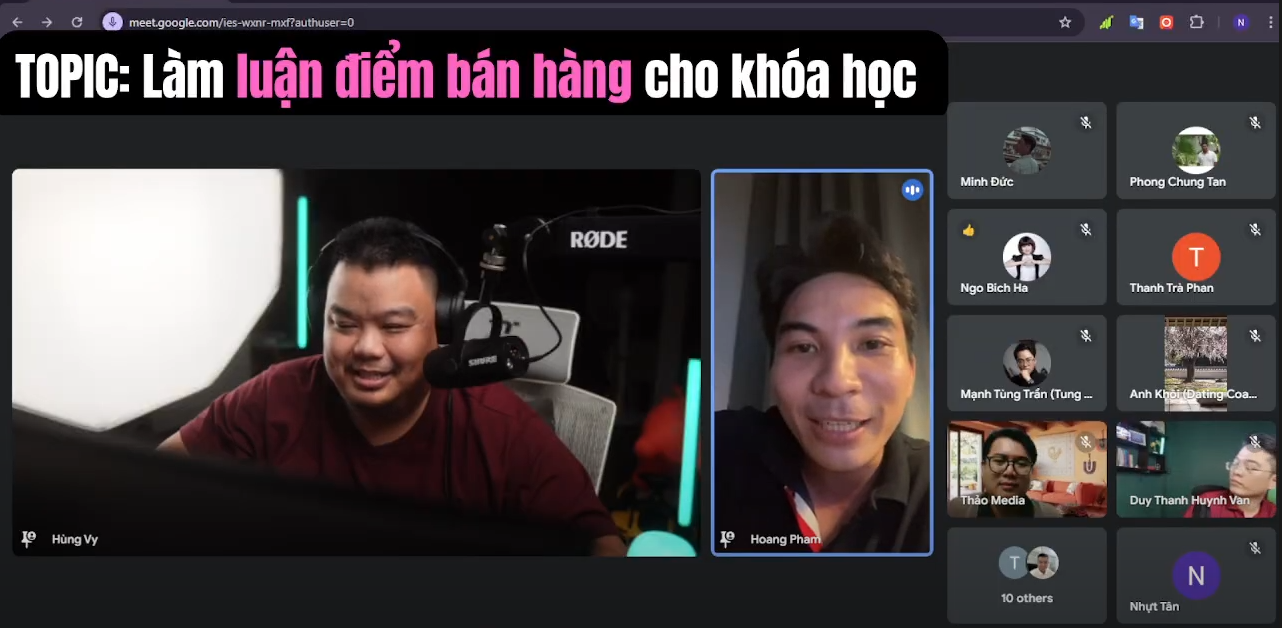 meet.google.com/ies-wxnr-mxf?authuser=0
N
TOPIC: Làm luận điểm bán hàng cho khóa học
RØDE
SHURE
Hùng Vy
Hoang Pham
Minh Đức
Phong Chung Tan
Ngo Bich Ha
T
Thanh Trà Phan
Mạnh Tùng Trần (Tung ...
Anh Khôi (Dating Coa...
Thảo Media
Duy Thanh Huynh Van
T
10 others
N
Nhựt Tân